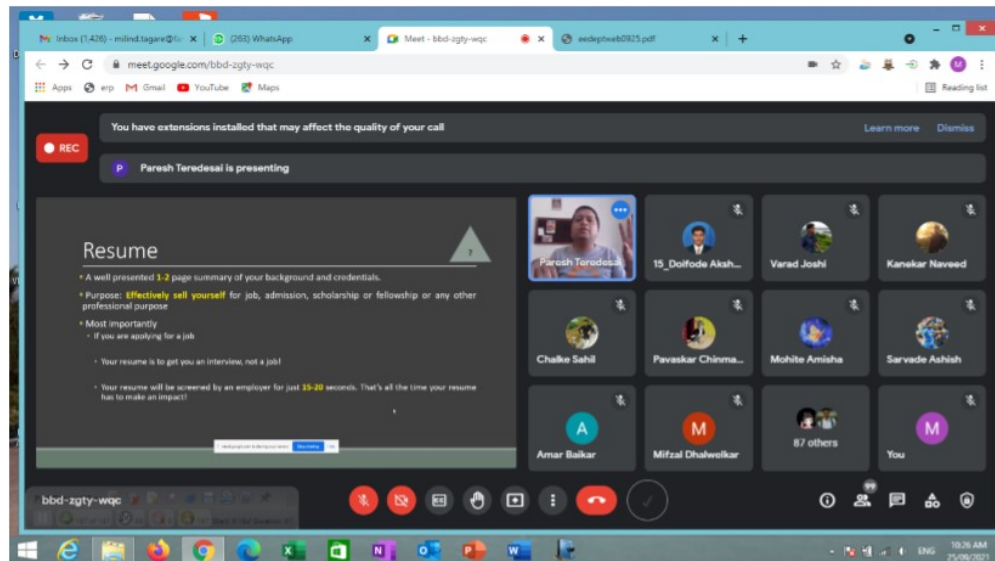 Inbox (1,426) - milind.tagare@
(263) WhatsApp
Meet - bbd-zgty-wqc
eedeptweb0925.pdf
meet.google.com/bbd-zgty-wqc
Apps
erp
Gmail
YouTube
Maps
Reading list
You have extensions installed that may affect the quality of your call
Learn more
Dismiss
REC
P
Paresh Teredesai is presenting
Resume
?
A well presented 1-2 page summary of your background and credentials.
Purpose: Effectively sell yourself for job, admission, scholarship or fellowship or any other
professional purpose
Most importantly
If you are applying for a job
Your resume is to get you an interview, not a job!
Your resume will be screened by an employer for just 15-20 seconds. That's all the time your resume
has to make an impact!
Paresh Teredesai
15_Doifode Aksh...
Varad Joshi
Kanekar Naveed
Chalke Sahil
Pavaskar Chinma...
Mohite Amisha
Sarvade Ashish
A
Amar Baikar
M
Mifzal Dhalwelkar
87 others
M
You
bbd-zgty-wqc
99
ENG
10:26 AM
25/09/2021